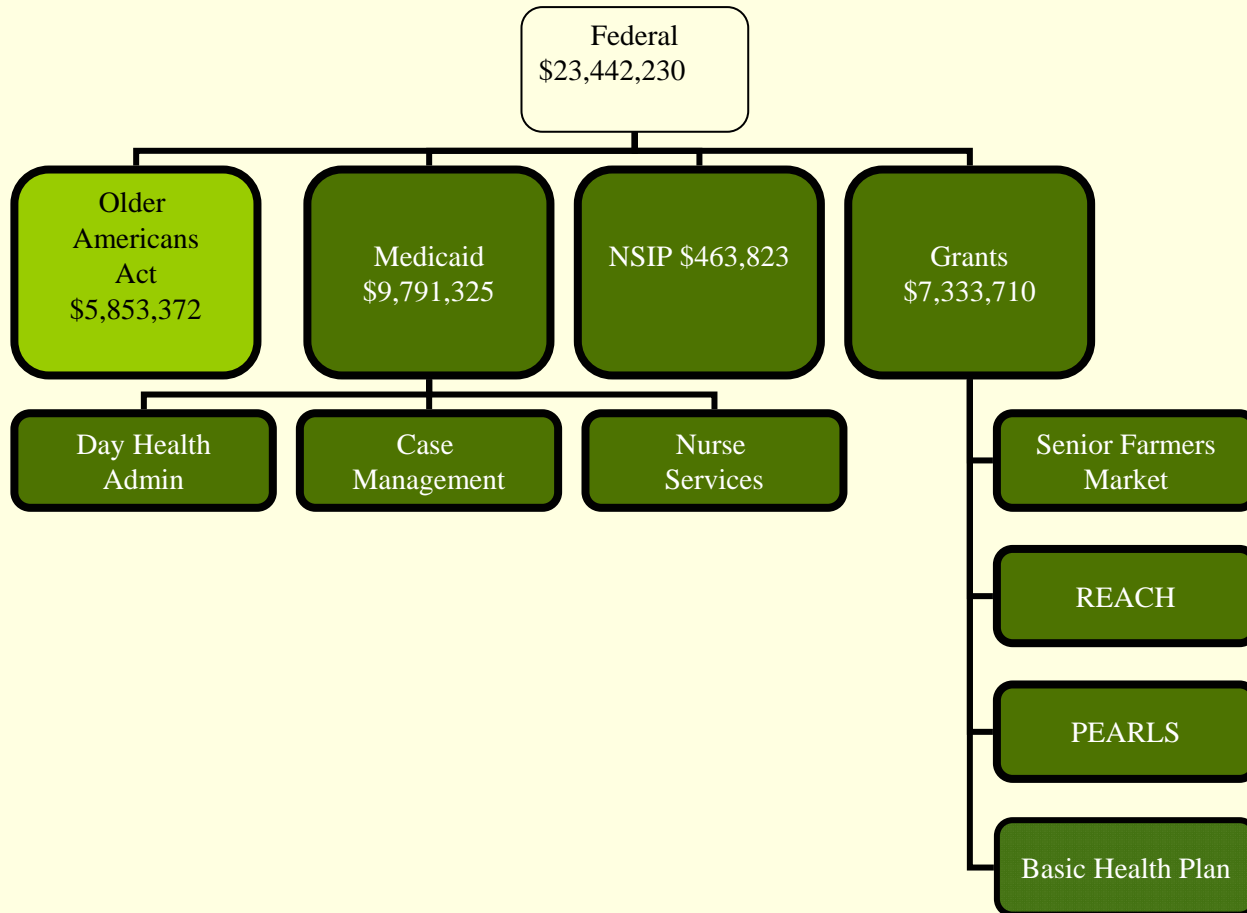 Federal
$23,442,230
Older
Americans
Act
$5,853,372
Medicaid
$9,791,325
NSIP $463,823
Grants
$7,333,710
Day Health
Admin
Case
Management
Nurse
Services
Senior Farmers
Market
REACH
PEARLS
Basic Health Plan